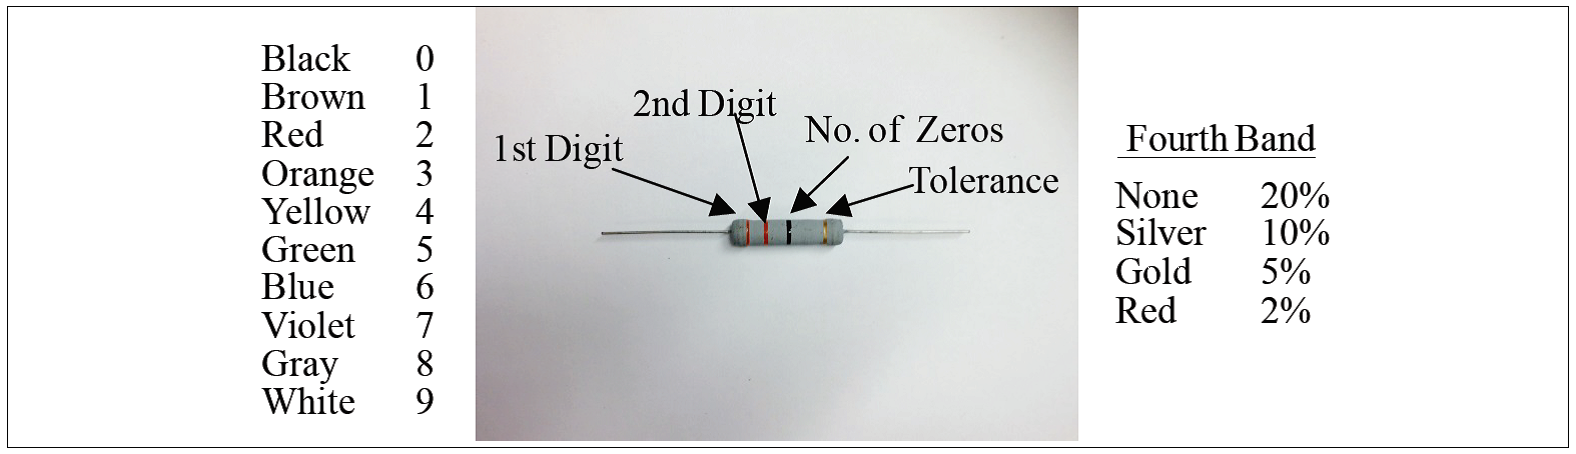 Black 0
Brown 1
Red 2
Orange 3
Yellow 4
Green 5
Blue 6
Violet 7
Gray 8
White 9
1st Digit
2nd Digit
No. of Zeros
Tolerance
Fourth Band
None 20%
Silver 10%
Gold 5%
Red 2%